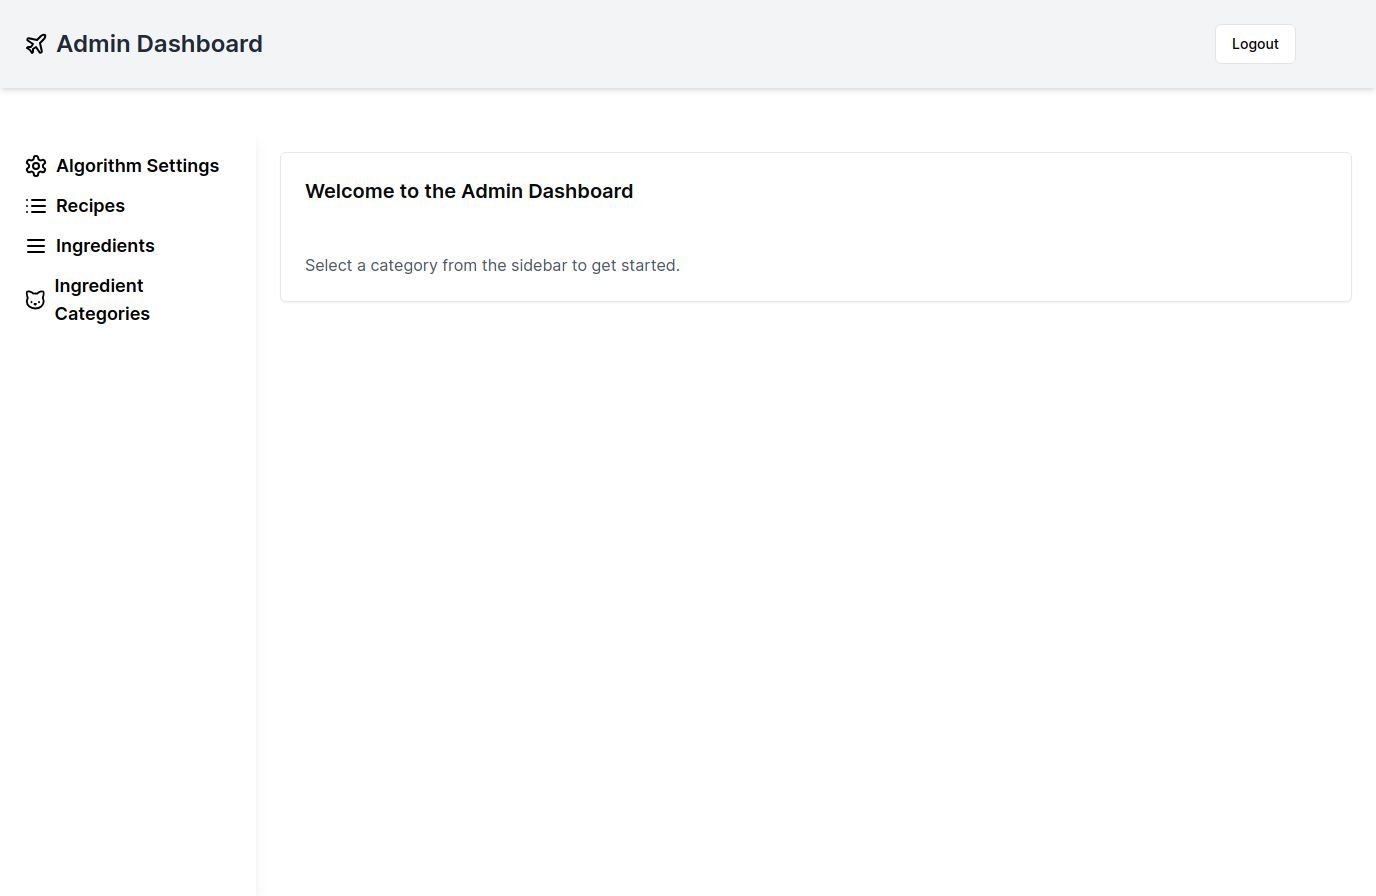 Admin Dashboard
Logout
Algorithm Settings
Recipes
Ingredients
Ingredient
Categories
Welcome to the Admin Dashboard
Select a category from the sidebar to get started.